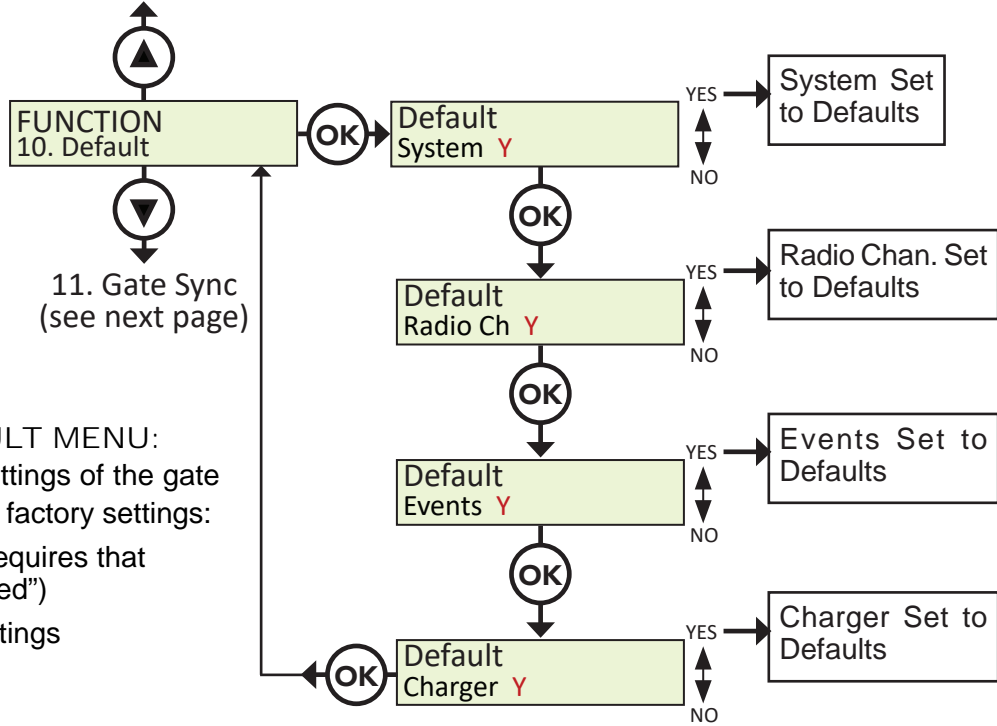 FUNCTION
10. Default
OK
Default
System Y
YES
NO
System Set
to Defaults
OK
11. Gate Sync
(see next page)
Default
Radio Ch Y
YES
NO
Radio Chan. Set
to Defaults
OK
ULT MENU:
ttings of the gate
factory settings:
equires that
ed”)
tings
Default
Events Y
YES
NO
Events Set to
Defaults
OK
OK
Default
Charger Y
YES
NO
Charger Set to
Defaults